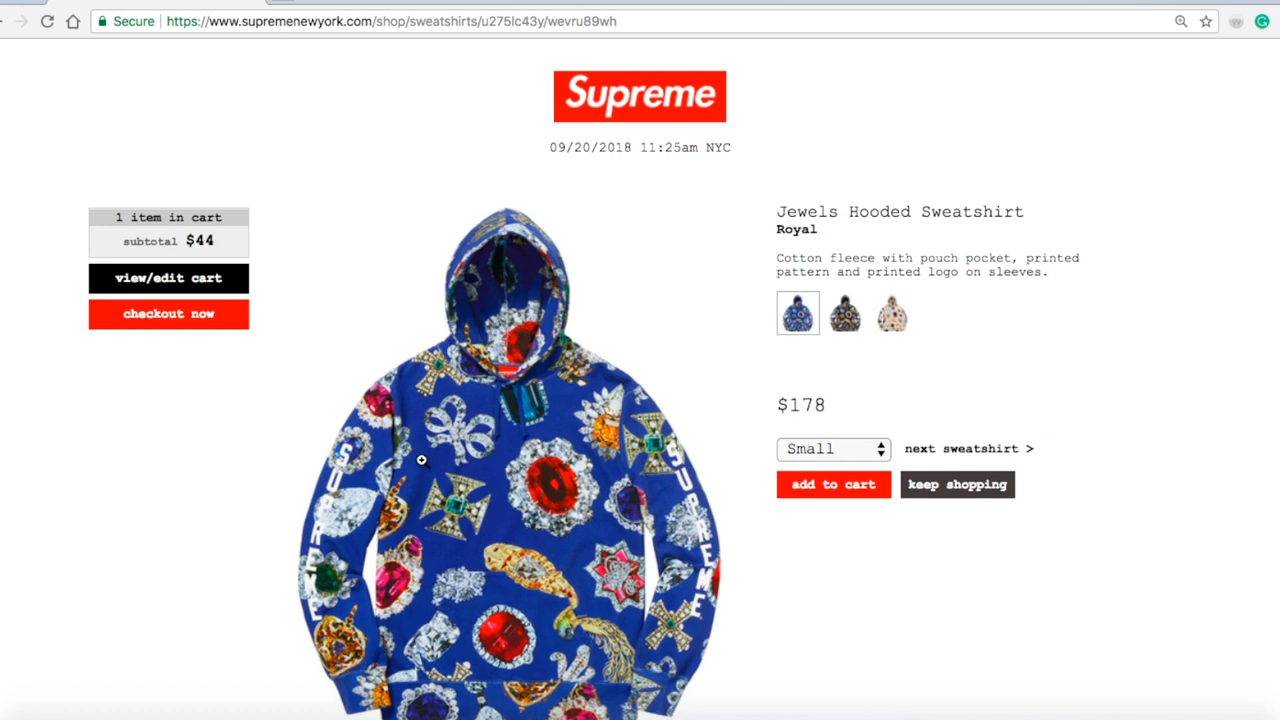 Secure https://www.supremenewyork.com/shop/sweatshirts/u275lc43y/wevru89wh
Supreme
09/20/2018 11:25am NYC
1 item in cart
subtotal $44
view/edit cart
checkout now
Jewels Hooded Sweatshirt
Royal
Cotton fleece with pouch pocket, printed
pattern and printed logo on sleeves.
$178
Small
next sweatshirt >
add to cart
keep shopping
SUPREME
SUPREME